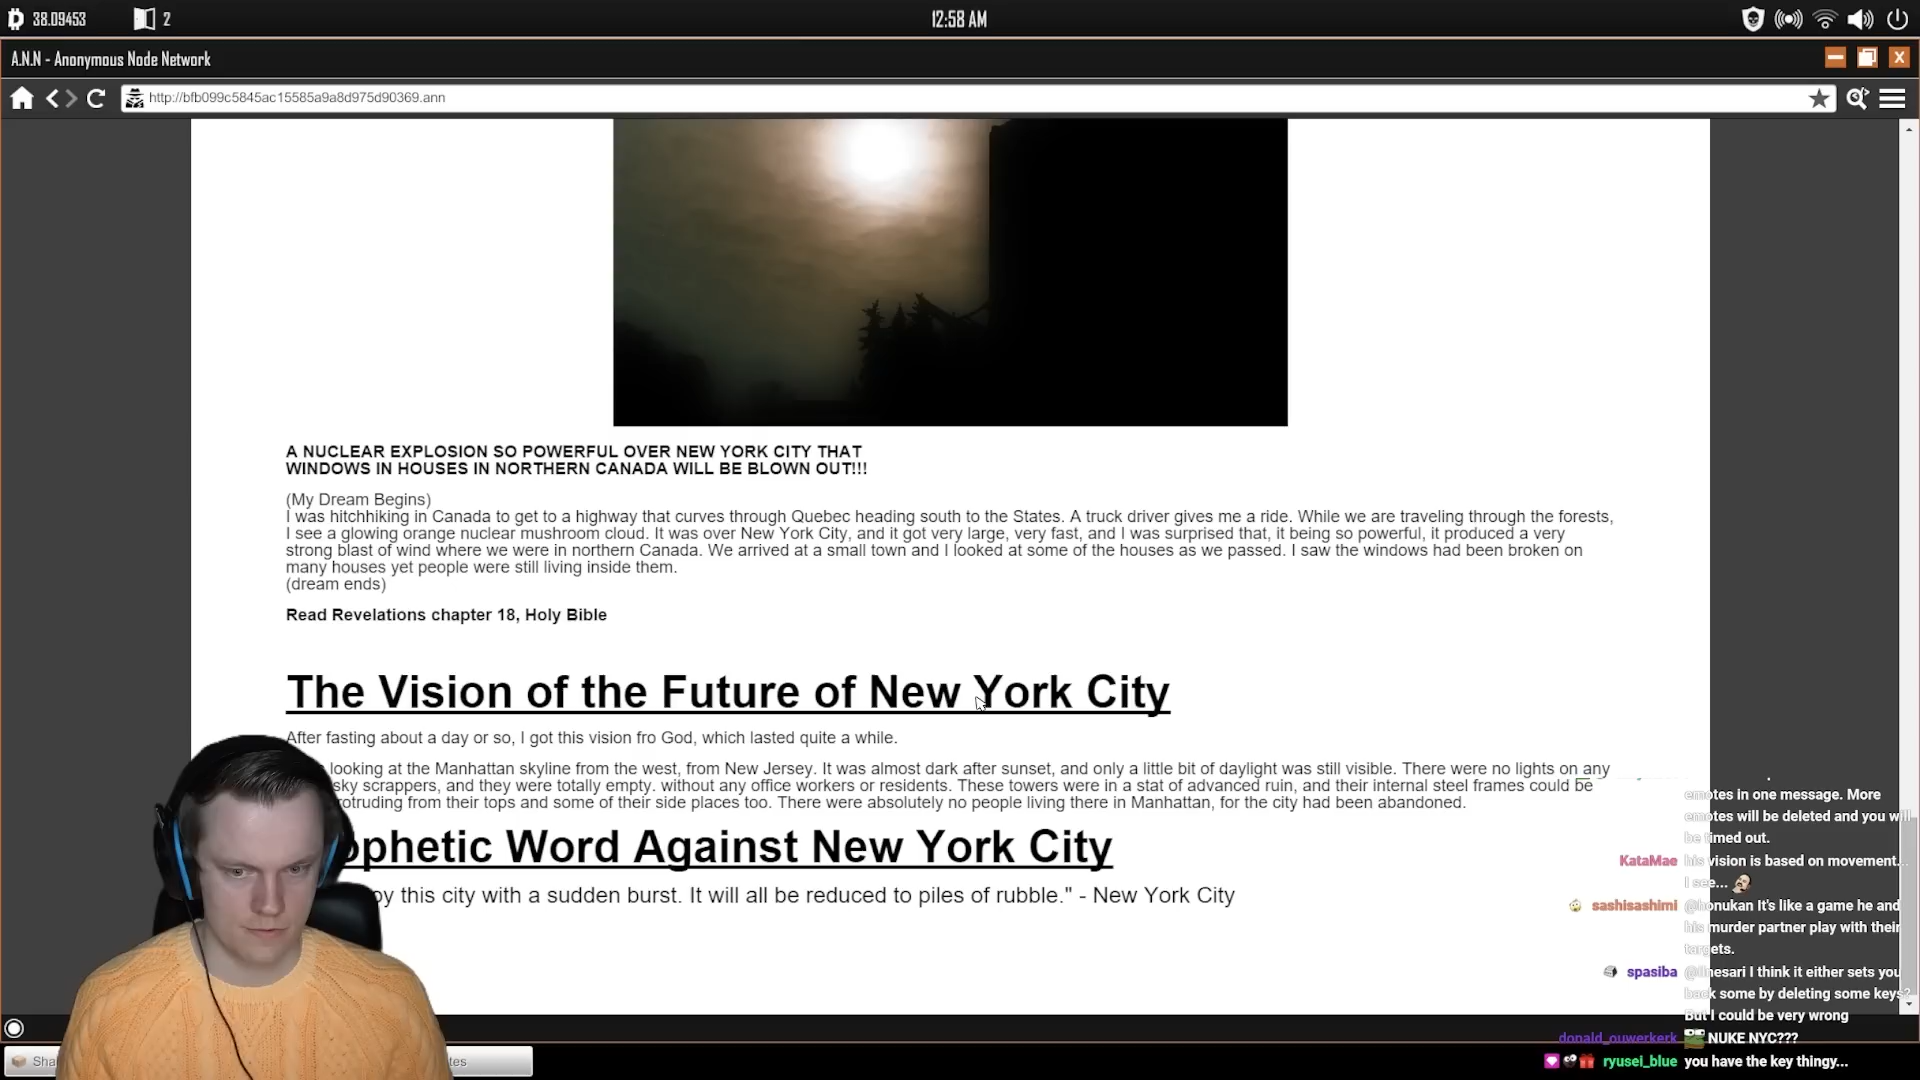 38.09453
2
12:58 AM
A.N.N - Anonymous Node Network
http://bfb099c5845ac15585a9a8d975d90369.ann
A NUCLEAR EXPLOSION SO POWERFUL OVER NEW YORK CITY THAT
WINDOWS IN HOUSES IN NORTHERN CANADA WILL BE BLOWN OUT!!!
(My Dream Begins)
I was hitchhiking in Canada to get to a highway that curves through Quebec heading south to the States. A truck driver gives me a ride. While we are traveling through the forests,
I see a glowing orange nuclear mushroom cloud. It was over New York City, and it got very large, very fast, and I was surprised that, it being so powerful, it produced a very
strong blast of wind where we were in northern Canada. We arrived at a small town and I looked at some of the houses as we passed. I saw the windows had been broken on
many houses yet people were still living inside them.
(dream ends)
Read Revelations chapter 18, Holy Bible
The Vision of the Future of New York City
After fasting about a day or so, I got this vision fro God, which lasted quite a while.
looking at the Manhattan skyline from the west, from New Jersey. It was almost dark after sunset, and only a little bit of daylight was still visible. There were no lights on any
sky scrappers, and they were totally empty. without any office workers or residents. These towers were in a stat of advanced ruin, and their internal steel frames could be
rotruding from their tops and some of their side places too. There were absolutely no people living there in Manhattan, for the city had been abandoned.
ophetic Word Against New York City
oy this city with a sudden burst. It will all be reduced to piles of rubble." - New York City
emotes in one message. More
emotes will be deleted and you will
be timed out.
KataMae his vision is based on movement...
I see...
sashisashimi @honukan It's like a game he and
his murder partner play with their
targets.
spasiba I think it either sets you
back some by deleting some keys?
But I could be very wrong
donald_ouwerkerk NUKE NYC???
ryusei_blue you have the key thingy...
Sha
tes